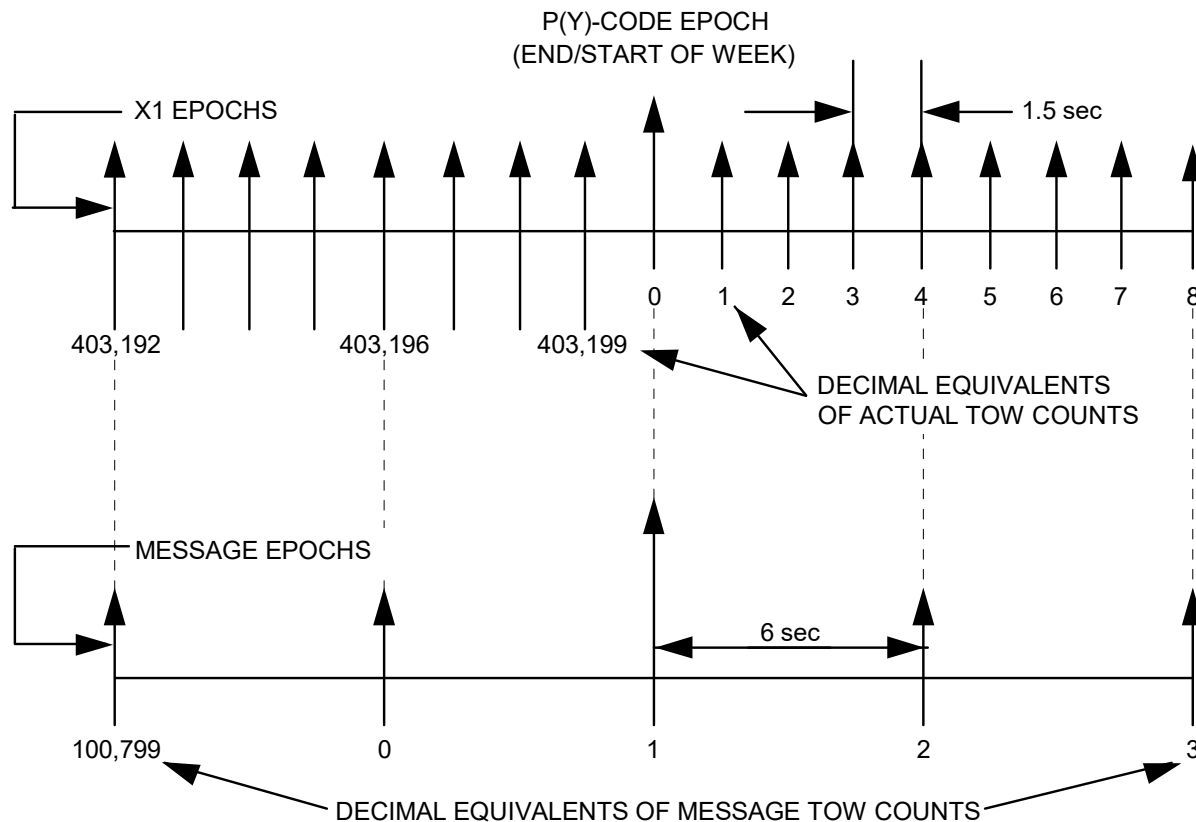 P(Y)-CODE EPOCH
(END/START OF WEEK)
X1 EPOCHS
1.5 sec
0 1 2 3 4 5 6 7 8
403,192 403,196 403,199
DECIMAL EQUIVALENTS
OF ACTUAL TOW COUNTS
MESSAGE EPOCHS
6 sec
100,799 0 1 2 3
DECIMAL EQUIVALENTS OF MESSAGE TOW COUNTS